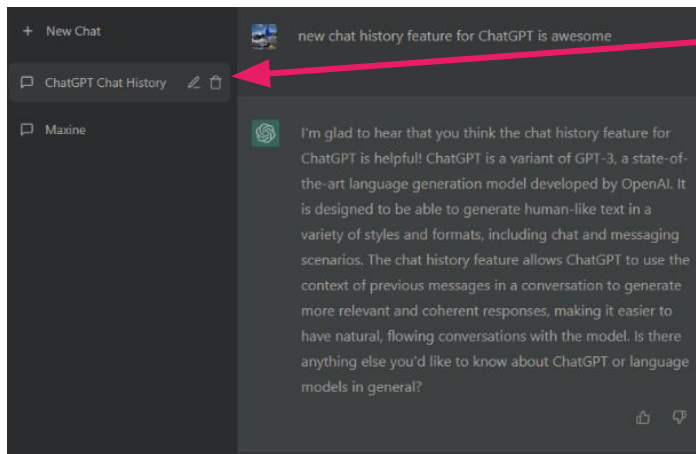 + New Chat
ChatGPT Chat History
Maxine
new chat history feature for ChatGPT is awesome
I'm glad to hear that you think the chat history feature for
ChatGPT is helpful! ChatGPT is a variant of GPT-3, a state-of-
the-art language generation model developed by OpenAI. It
is designed to be able to generate human-like text in a
variety of styles and formats, including chat and messaging
scenarios. The chat history feature allows ChatGPT to use the
context of previous messages in a conversation to generate
more relevant and coherent responses, making it easier to
have natural, flowing conversations with the model. Is there
anything else you'd like to know about ChatGPT or language
models in general?